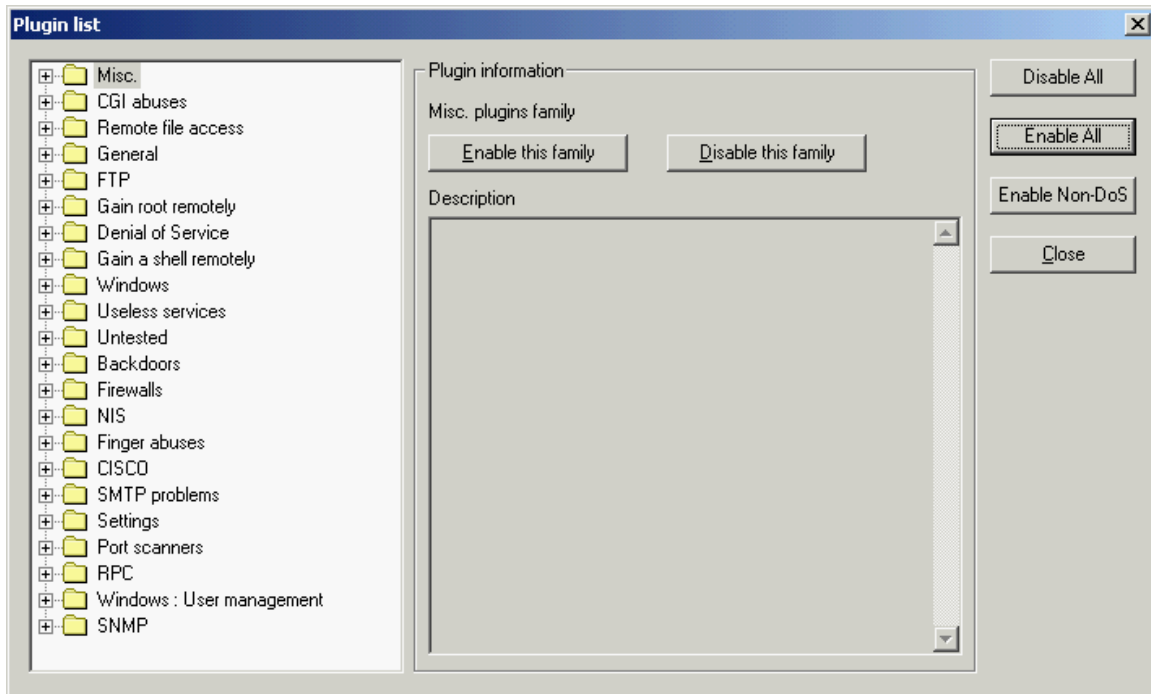 Plugin list
Misc.
CGI abuses
Remote file access
General
FTP
Gain root remotely
Denial of Service
Gain a shell remotely
Windows
Useless services
Untested
Backdoors
Firewalls
NIS
Finger abuses
CISCO
SMTP problems
Settings
Port scanners
RPC
Windows : User management
SNMP
Plugin information
Misc. plugins family
Enable this family
Disable this family
Description
Disable All
Enable All
Enable Non-DoS
Close